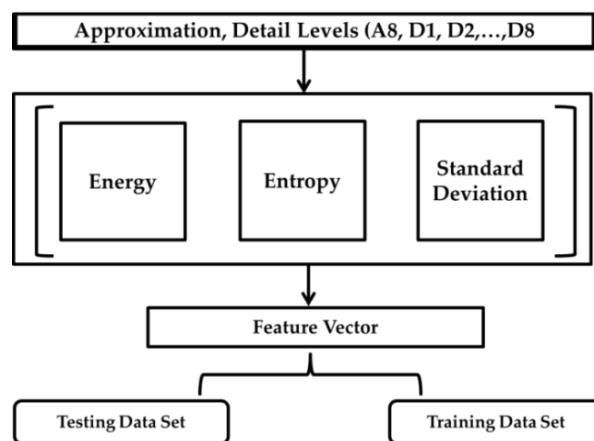 Approximation, Detail Levels (A8, D1, D2,...,D8
Energy
Entropy
Standard
Deviation
Feature Vector
Testing Data Set
Training Data Set